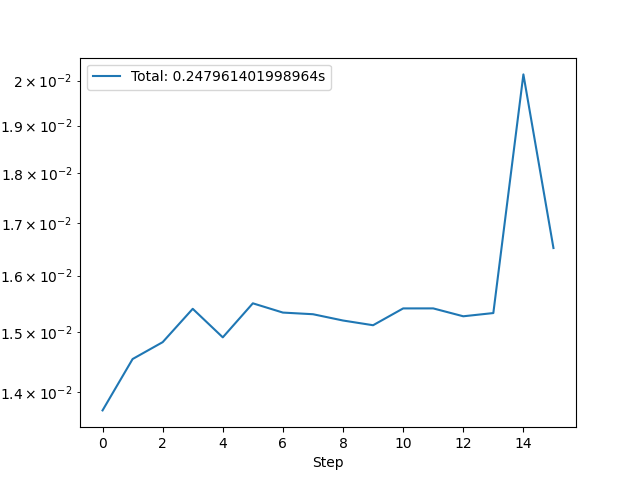 Total: 0.247961401998964s
2 × 10⁻²
1.9 × 10⁻²
1.8 × 10⁻²
1.7 × 10⁻²
1.6 × 10⁻²
1.5 × 10⁻²
1.4 × 10⁻²
0 2 4 6 8 10 12 14
Step